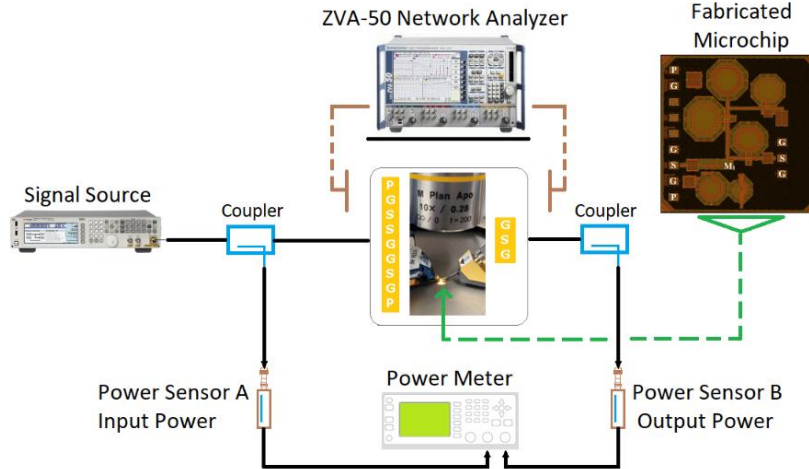 ZVA-50 Network Analyzer
Fabricated
Microchip
P
G
S
G
P
G
S
G
M₁
Signal Source
Coupler
P
G
S
S
G
G
S
G
P
M Plan Apo
10x / 0.28
G
S
G
Coupler
Power Sensor A
Input Power
Power Meter
Power Sensor B
Output Power